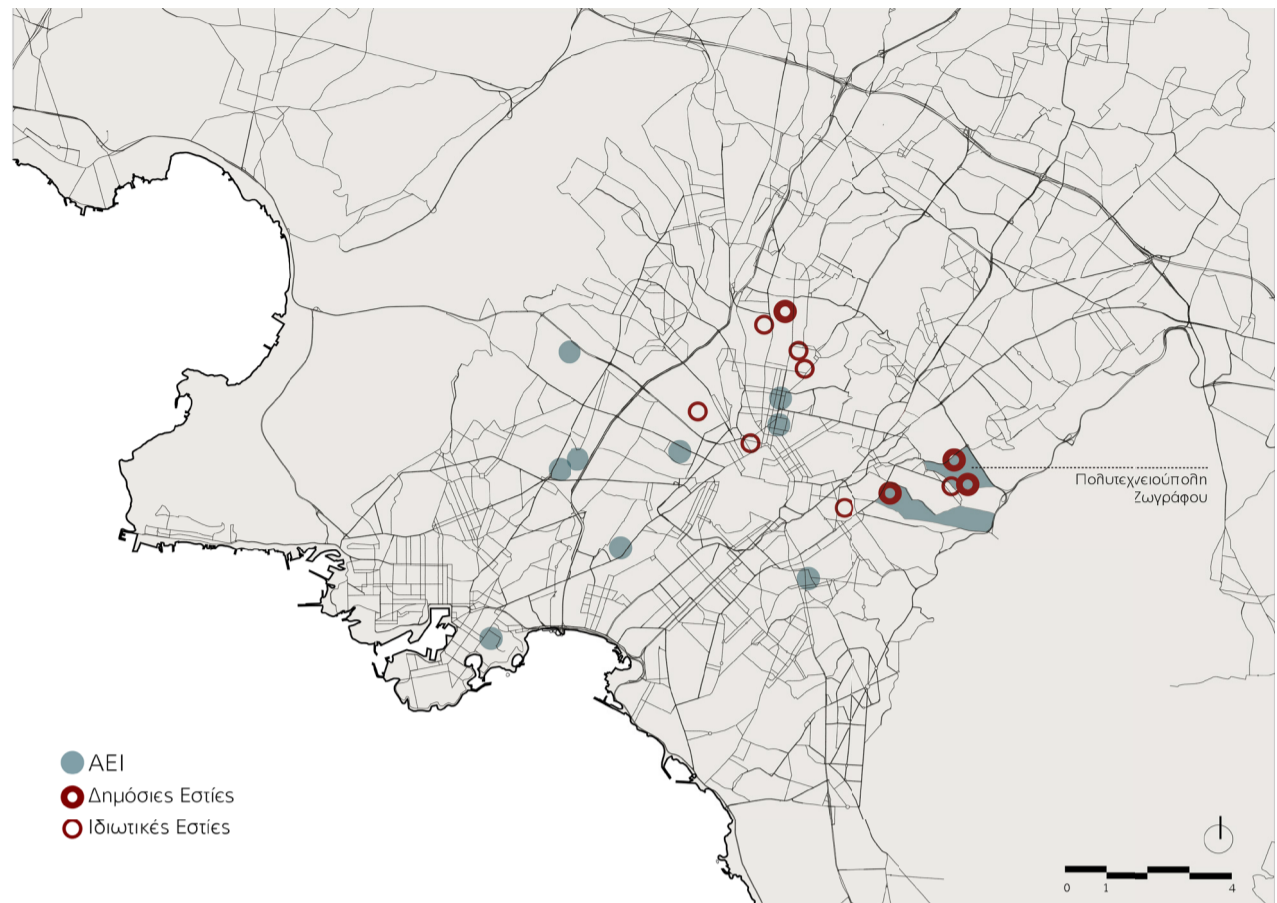 Πολυτεχνειούπολη
Ζωγράφου
ΑΕΙ
Δημόσιες Εστίες
Ιδιωτικές Εστίες
0 1 4